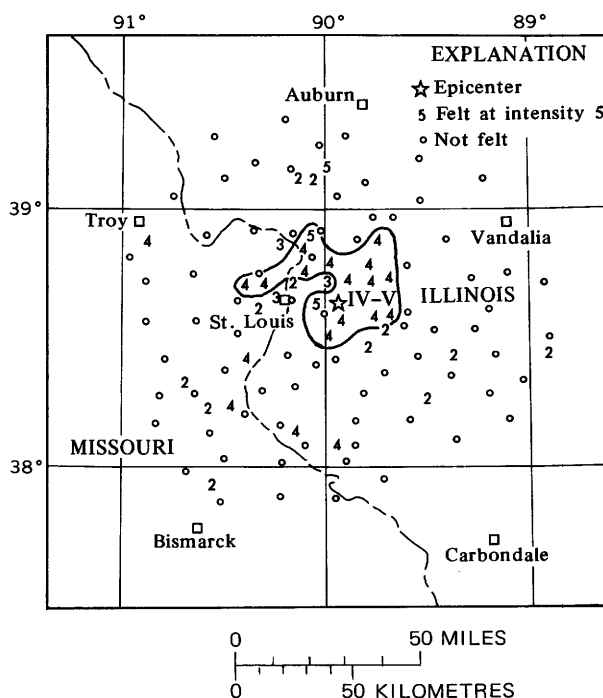 91° 90° 89°
EXPLANATION
Epicenter
5 Felt at intensity 5
Not felt
Auburn
5
2 2
39°
Troy
Vandalia
4
3 5 4 4
4 4 4
4 4 2 4 4 4 4
3 3
2 5 IV–V 4 4
ILLINOIS
St. Louis
4 4 2
4 2
2 2
4
2 2
2 4
2
MISSOURI
4 4
2
38°
2
Bismarck
Carbondale
0 50 MILES
0 50 KILOMETRES